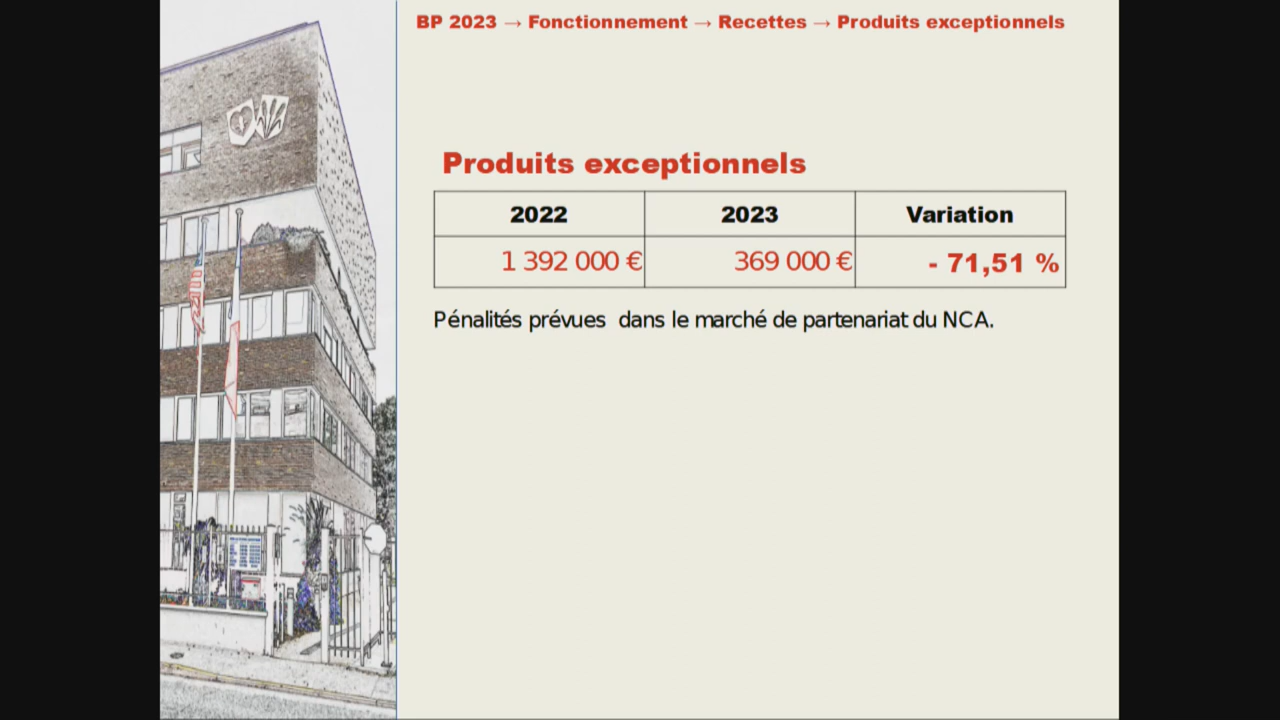 BP 2023 → Fonctionnement → Recettes → Produits exceptionnels
Produits exceptionnels
2022 2023 Variation
1 392 000 € 369 000 € - 71,51 %
Pénalités prévues dans le marché de partenariat du NCA.